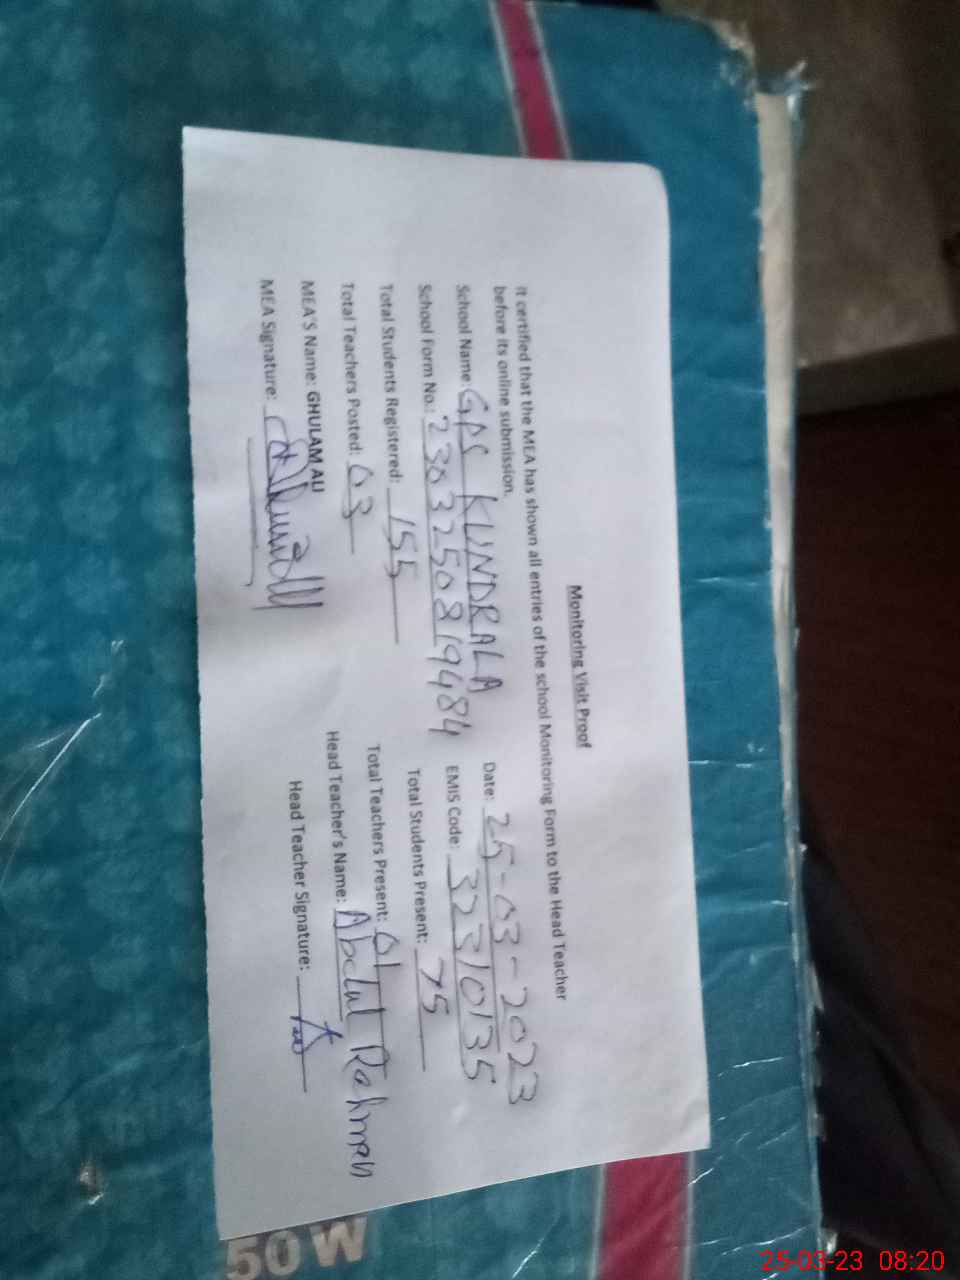 Monitoring Visit Proof
It certified that the MEA has shown all entries of the school Monitoring Form to the Head Teacher
before its online submission.
School Name: GPS KUNDRALA Date: 25-03-2023
School Form No.: 2303250819484 EMIS Code: 32310135
Total Students Registered: 155 Total Students Present: 75
Total Teachers Posted: 03 Total Teachers Present: 01
MEA'S Name: GHULAM ALI Head Teacher's Name: Abdul Rahman
MEA Signature: Head Teacher Signature:
50 W
25-03-23 08:20